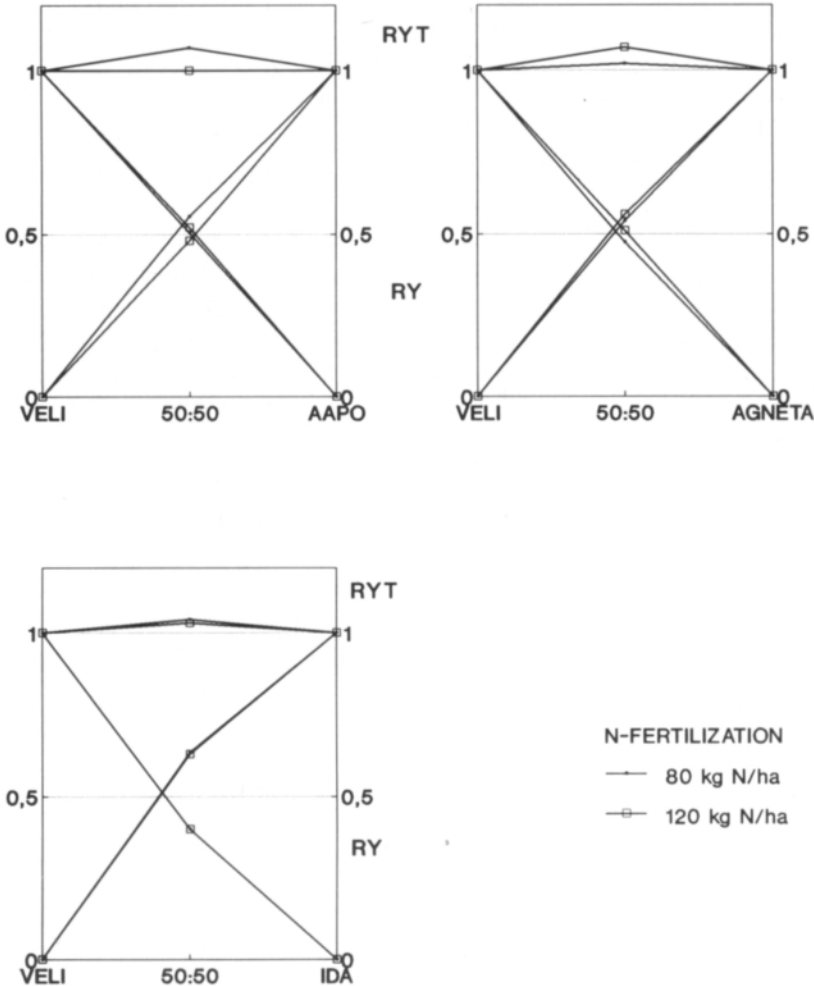 RYT
1 1
0,5 0,5
RY
0 0
VELI 50:50 AAPO
1 1
0,5 0,5
0 0
VELI 50:50 AGNETA
RYT
1 1
0,5 0,5
RY
0 0
VELI 50:50 IDA
N-FERTILIZATION
80 kg N/ha
120 kg N/ha